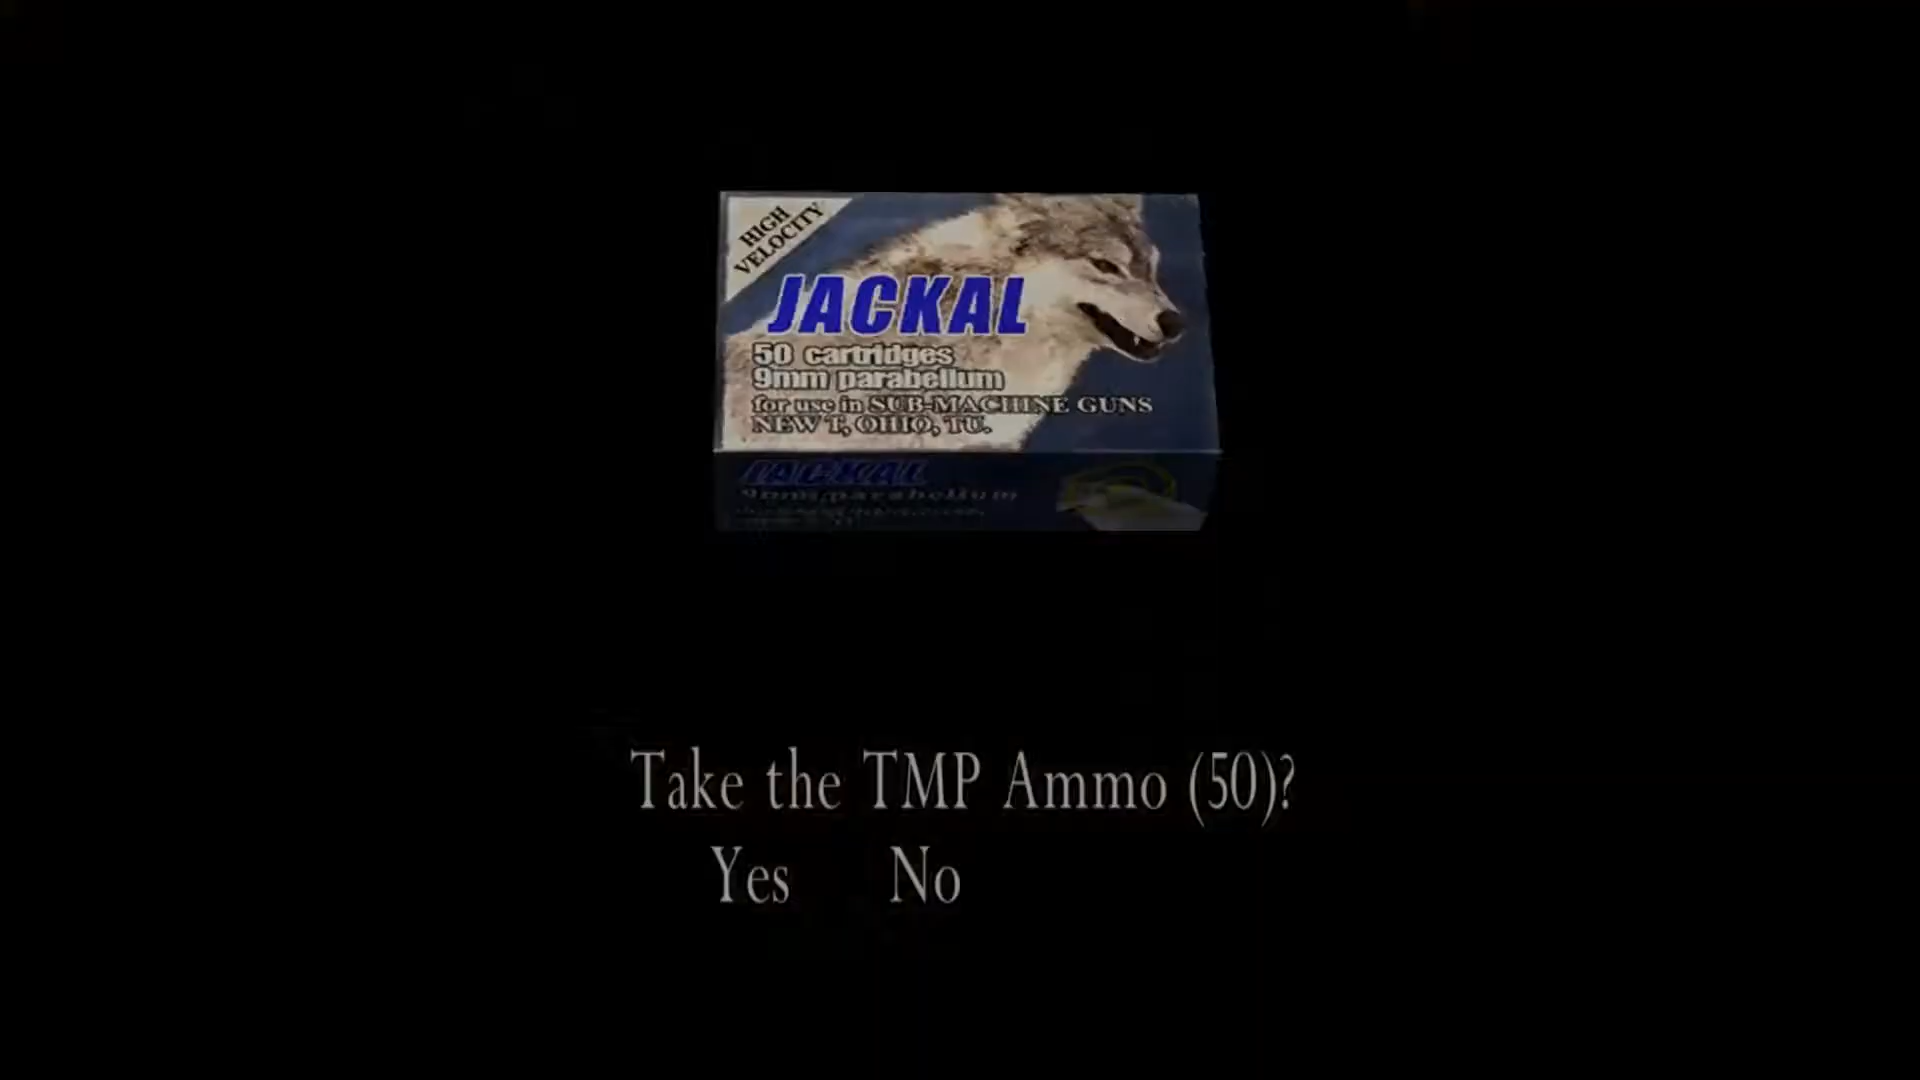 HIGH
VELOCITY
JACKAL
50 cartridges
9mm parabellum
for use in SUB-MACHINE GUNS
NEW T, OHIO, TU.
JACKAL
9mm parabellum
Take the TMP Ammo (50)?
Yes No